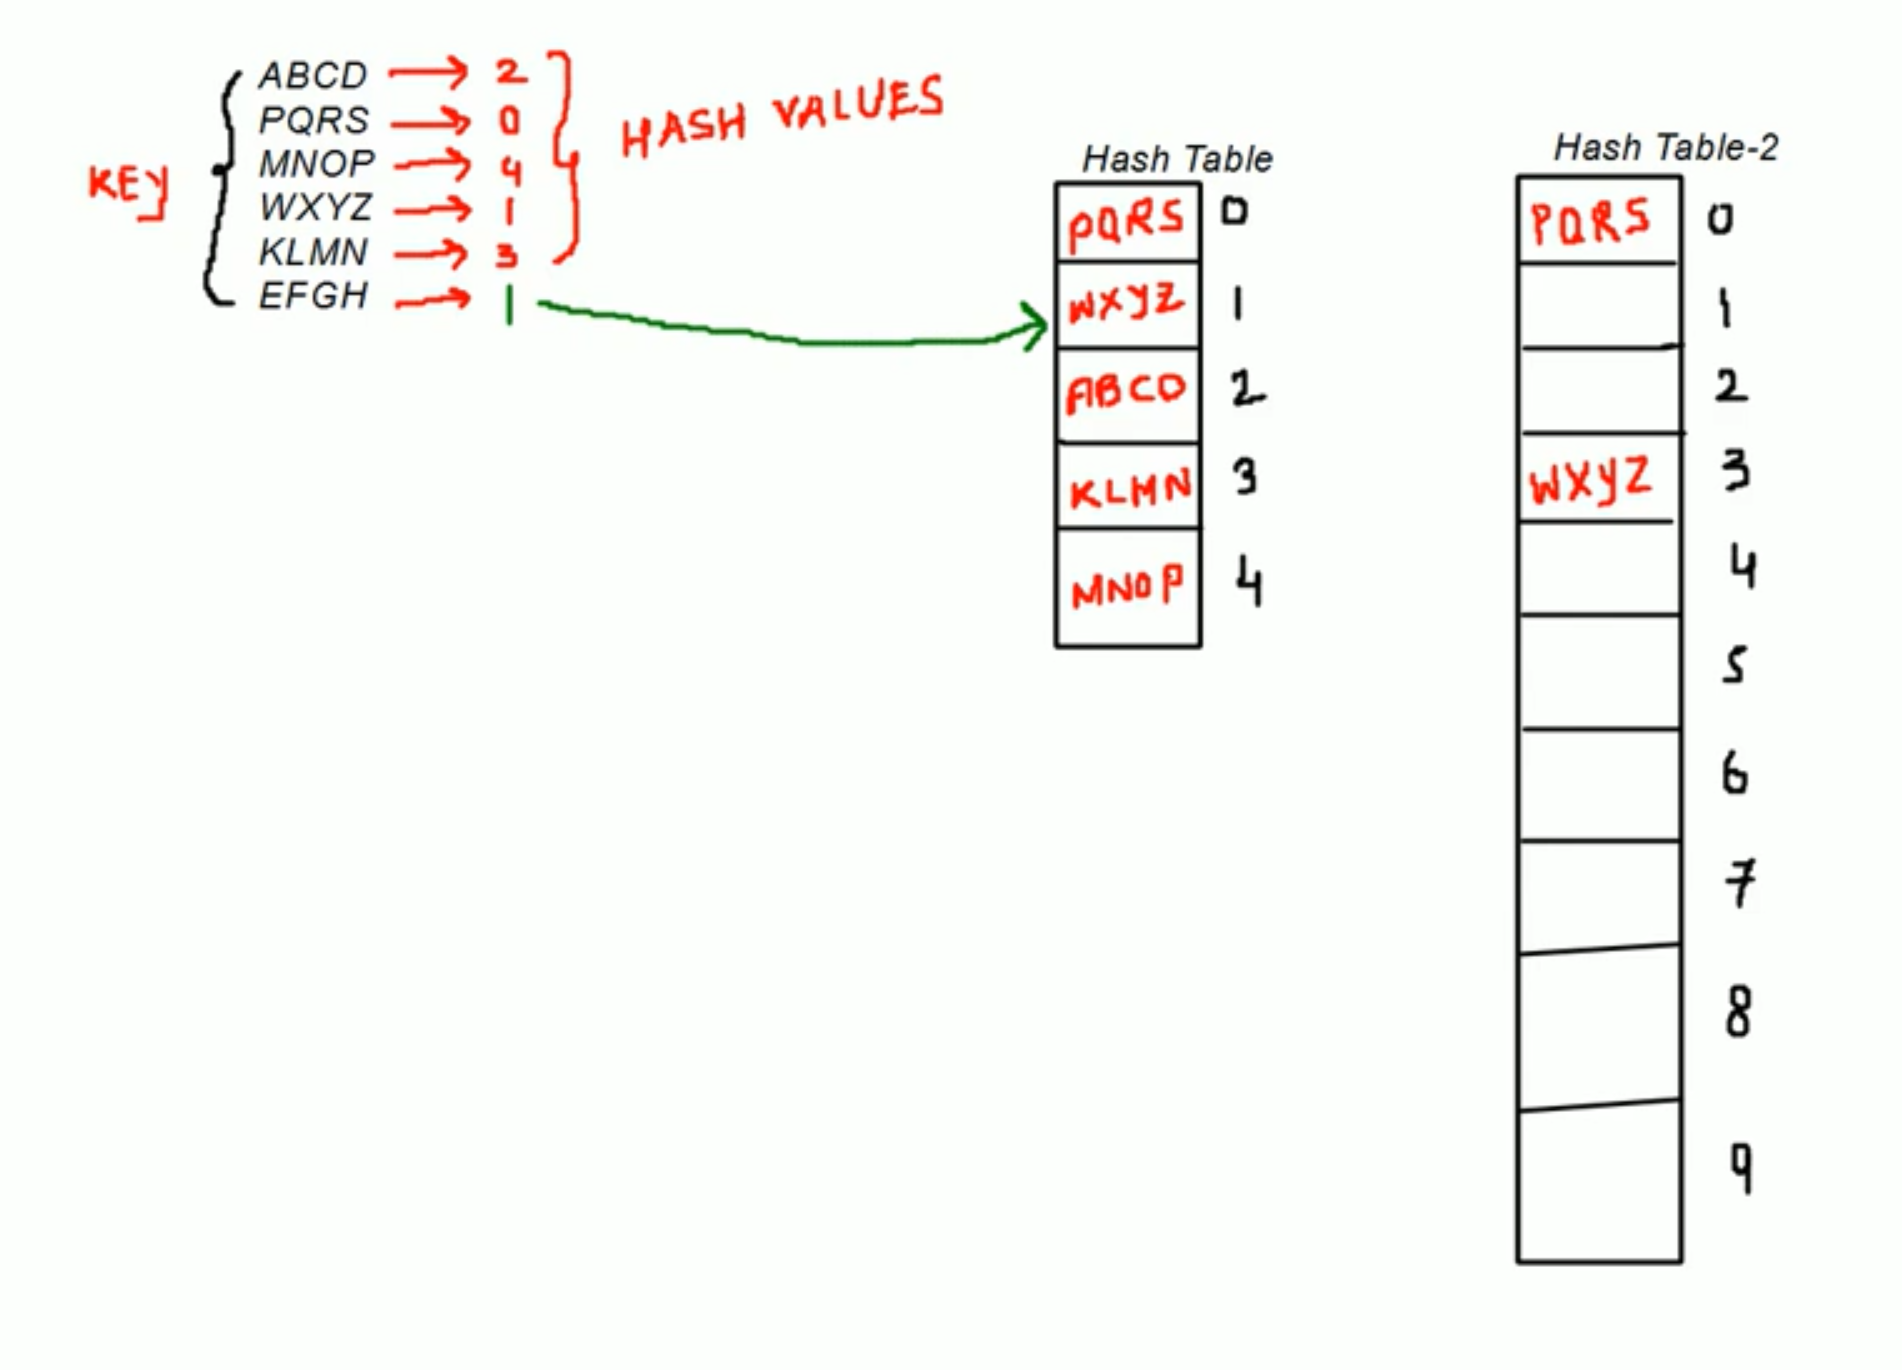 ABCD → 2
PQRS → 0
MNOP → 4
WXYZ → 1
KLMN → 3
EFGH → 1
KEY
HASH VALUES
Hash Table
PQRS 0
WXYZ 1
ABCD 2
KLMN 3
MNOP 4
Hash Table-2
PQRS 0
1
2
WXYZ 3
4
5
6
7
8
9